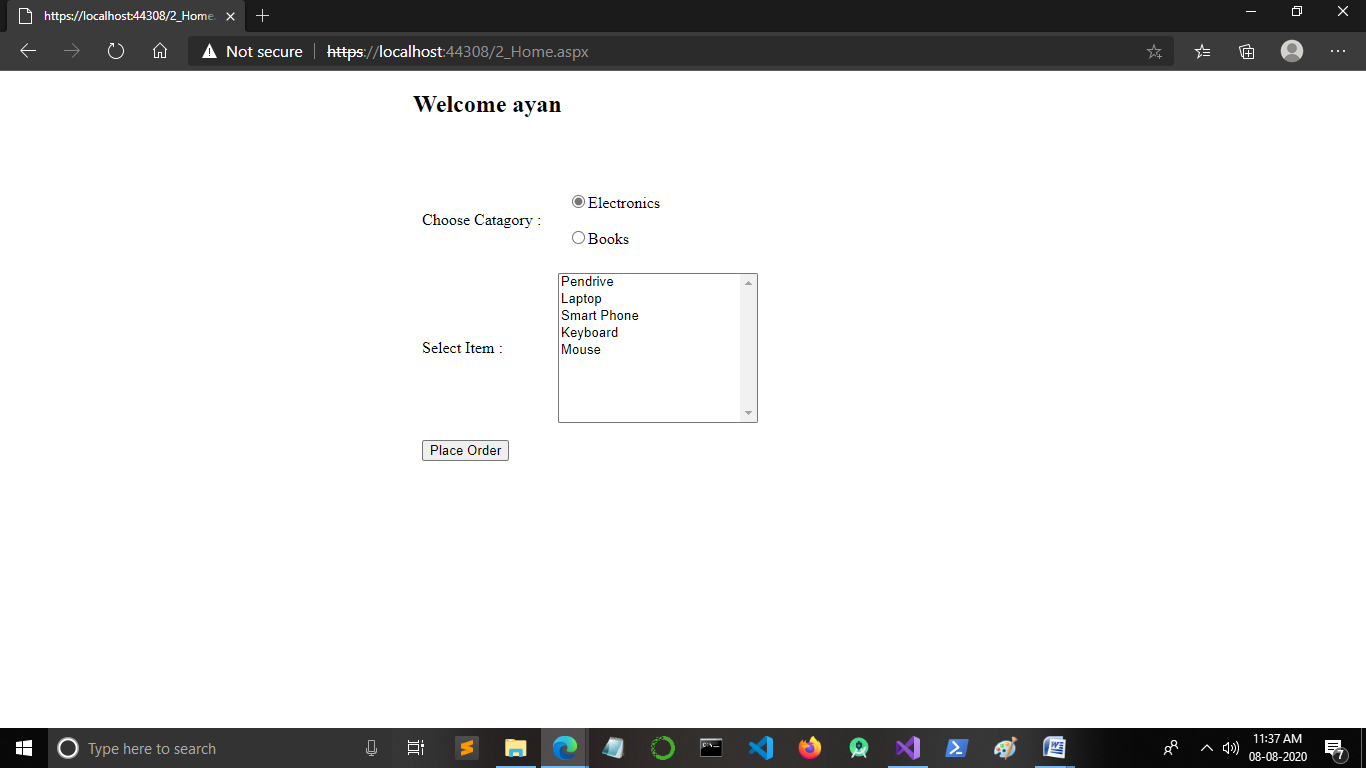 https://localhost:44308/2_Home.
Not secure
https://localhost:44308/2_Home.aspx
Welcome ayan
Choose Catagory :
Electronics
Books
Select Item :
Pendrive
Laptop
Smart Phone
Keyboard
Mouse
Place Order
Type here to search
11:37 AM
08-08-2020
7